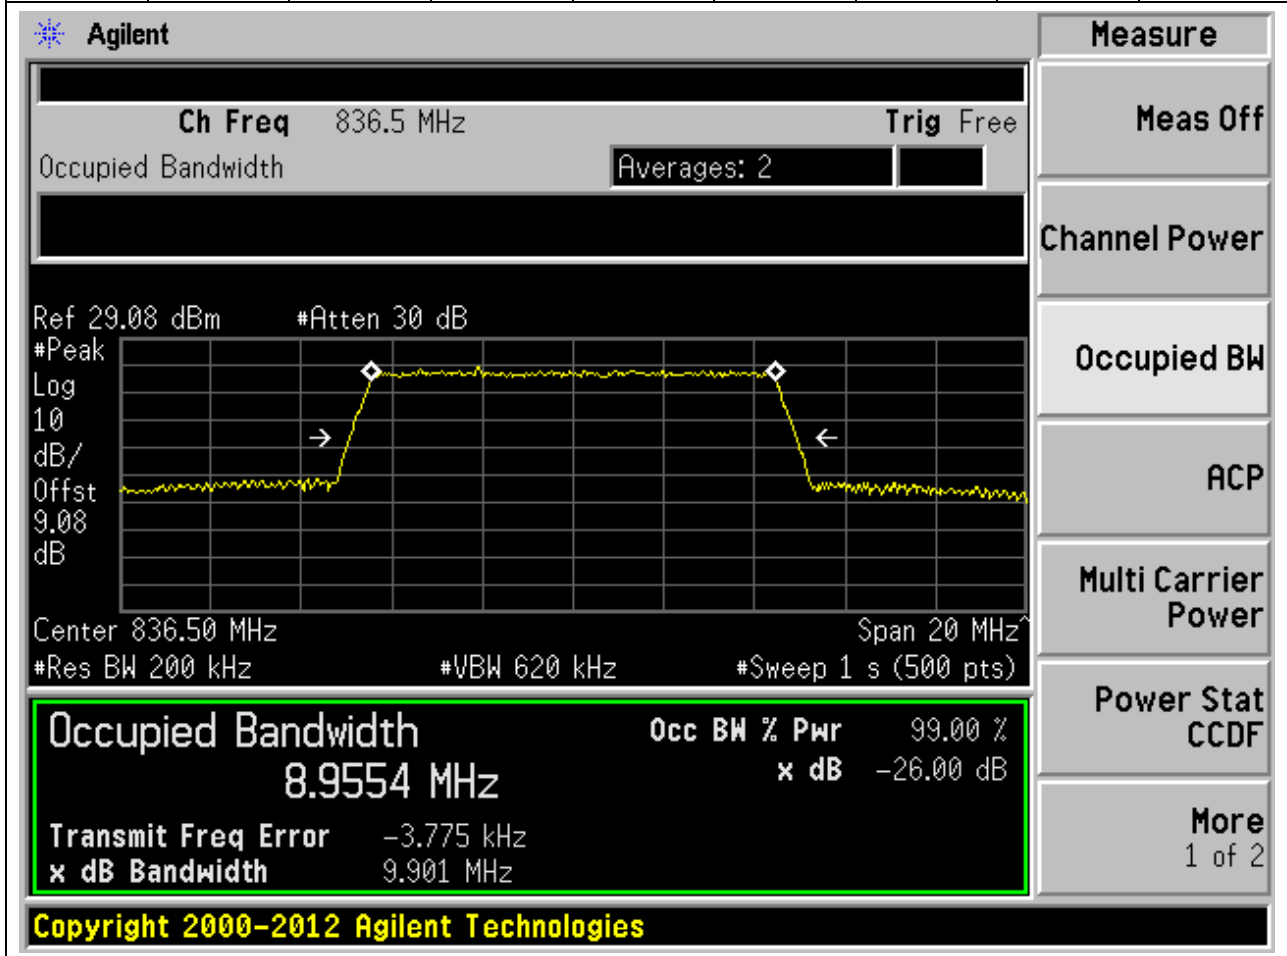 Agilent
Measure
Ch Freq 836.5 MHz Trig Free
Occupied Bandwidth Averages: 2
Meas Off
Channel Power
Ref 29.08 dBm #Atten 30 dB
#Peak
Log
10
dB/
Offst
9.08
dB
Occupied BW
ACP
Center 836.50 MHz Span 20 MHz^
#Res BW 200 kHz #VBW 620 kHz #Sweep 1 s (500 pts)
Multi Carrier
Power
Occupied Bandwidth Occ BW % Pwr 99.00 %
8.9554 MHz x dB -26.00 dB
Transmit Freq Error -3.775 kHz
x dB Bandwidth 9.901 MHz
Power Stat
CCDF
More
1 of 2
Copyright 2000-2012 Agilent Technologies